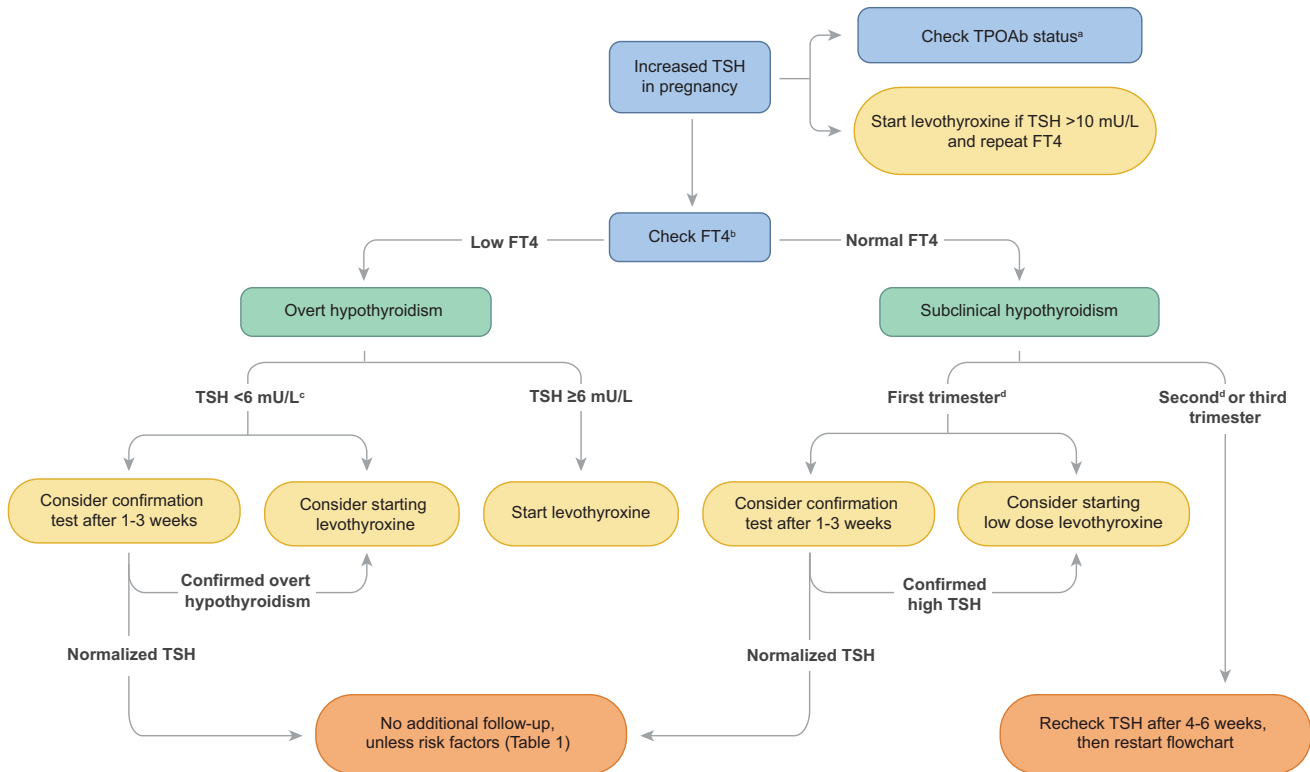 Check TPOAb statusᵃ
Increased TSH
in pregnancy
Start levothyroxine if TSH >10 mU/L
and repeat FT4
Low FT4
Check FT4ᵇ
Normal FT4
Overt hypothyroidism
Subclinical hypothyroidism
TSH <6 mU/Lᶜ
TSH ≥6 mU/L
First trimesterᵈ
Secondᵈ or third
trimester
Consider confirmation
test after 1-3 weeks
Consider starting
levothyroxine
Start levothyroxine
Consider confirmation
test after 1-3 weeks
Consider starting
low dose levothyroxine
Confirmed overt
hypothyroidism
Confirmed
high TSH
Normalized TSH
Normalized TSH
No additional follow-up,
unless risk factors (Table 1)
Recheck TSH after 4-6 weeks,
then restart flowchart